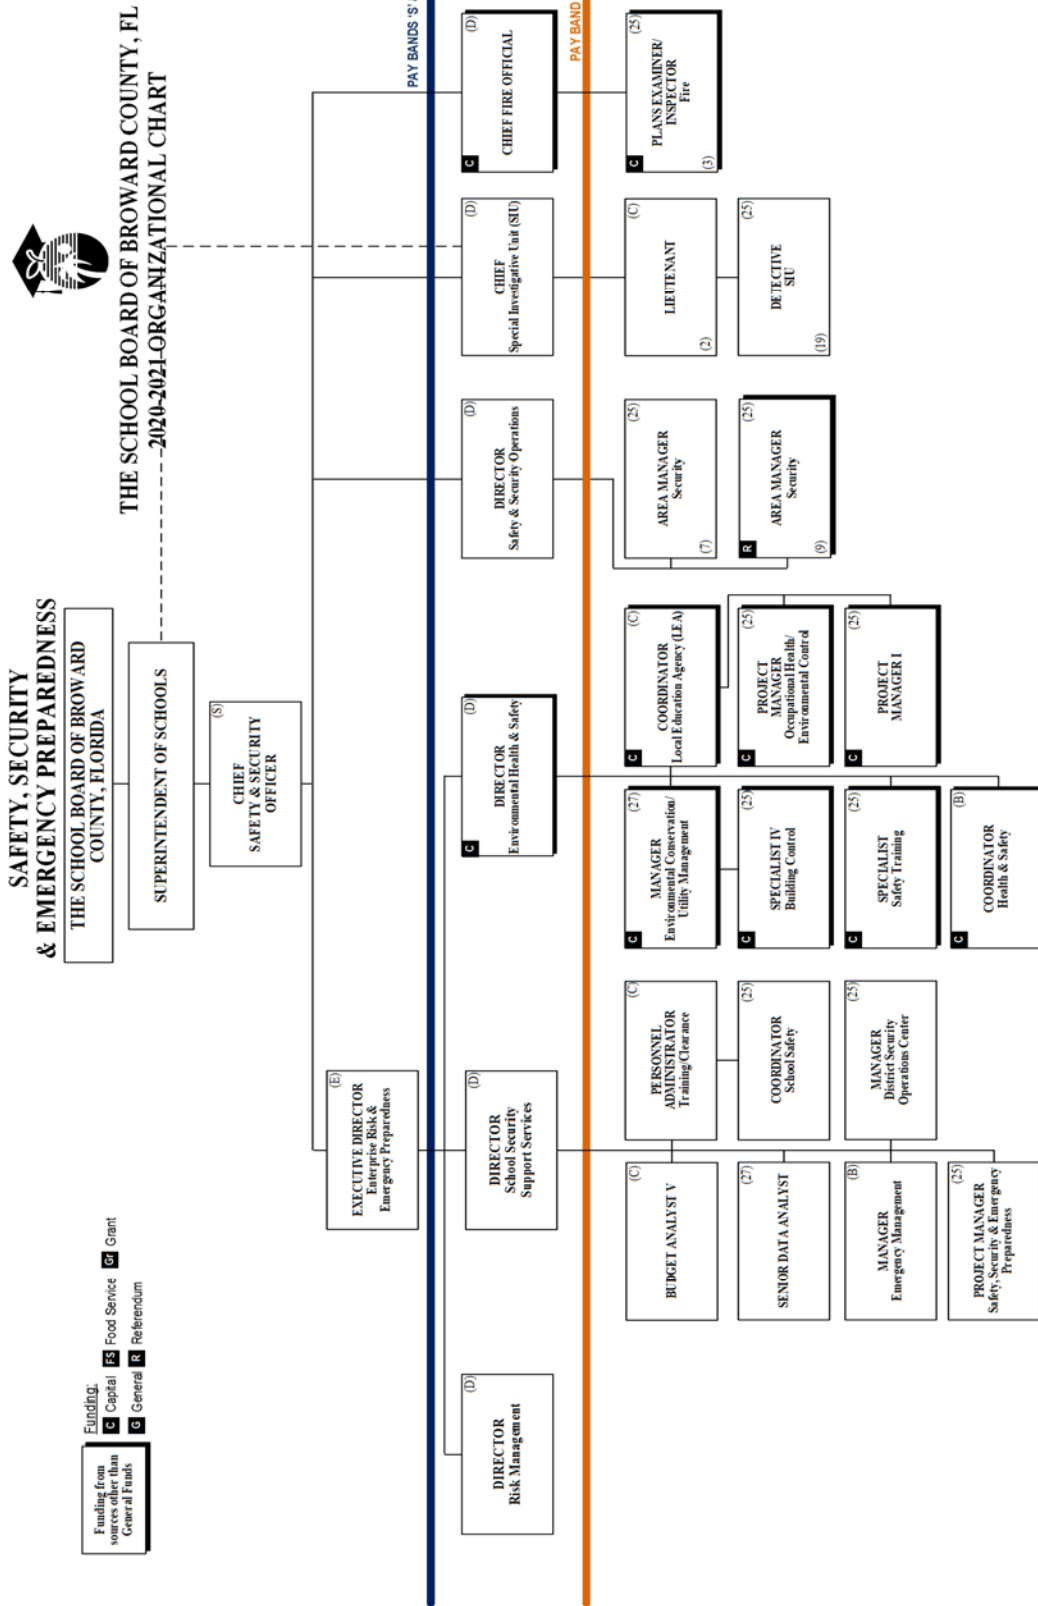 SAFETY, SECURITY
& EMERGENCY PREPAREDNESS
THE SCHOOL BOARD OF BROWARD COUNTY, FL
2020-2021 ORGANIZATIONAL CHART
Funding from
sources other than
General Funds
Funding:
C Capital FS Food Service Gr Grant
G General R Referendum
THE SCHOOL BOARD OF BROWARD
COUNTY, FLORIDA
SUPERINTENDENT OF SCHOOLS
(S)
CHIEF
SAFETY & SECURITY
OFFICER
(E)
EXECUTIVE DIRECTOR
Enterprise Risk &
Emergency Preparedness
PAY BANDS 'S'
(D)
DIRECTOR
Risk Management
(D)
DIRECTOR
School Security
Support Services
C
(D)
DIRECTOR
Environmental Health & Safety
(D)
DIRECTOR
Safety & Security Operations
(D)
CHIEF
Special Investigative Unit (SIU)
C
(D)
CHIEF FIRE OFFICIAL
PAY BAND
(C)
BUDGET ANALYST V
(C)
PERSONNEL
ADMINISTRATOR
Training/Clearance
C
(27)
MANAGER
Environmental Conservation/
Utility Management
C
(C)
COORDINATOR
Local Education Agency (LEA)
(25)
AREA MANAGER
Security
(7)
(C)
LIEUTENANT
(2)
C
(25)
PLANS EXAMINER/
INSPECTOR
Fire
(3)
(27)
SENIOR DATA ANALYST
(25)
COORDINATOR
School Safety
C
(25)
SPECIALIST IV
Building Control
C
(25)
PROJECT
MANAGER
Occupational Health/
Environmental Control
R
(25)
AREA MANAGER
Security
(9)
(25)
DETECTIVE
SIU
(19)
(B)
MANAGER
Emergency Management
(25)
MANAGER
District Security
Operations Center
C
(25)
SPECIALIST
Safety Training
C
(25)
PROJECT
MANAGER I
(25)
PROJECT MANAGER
Safety, Security & Emergency
Preparedness
C
(B)
COORDINATOR
Health & Safety